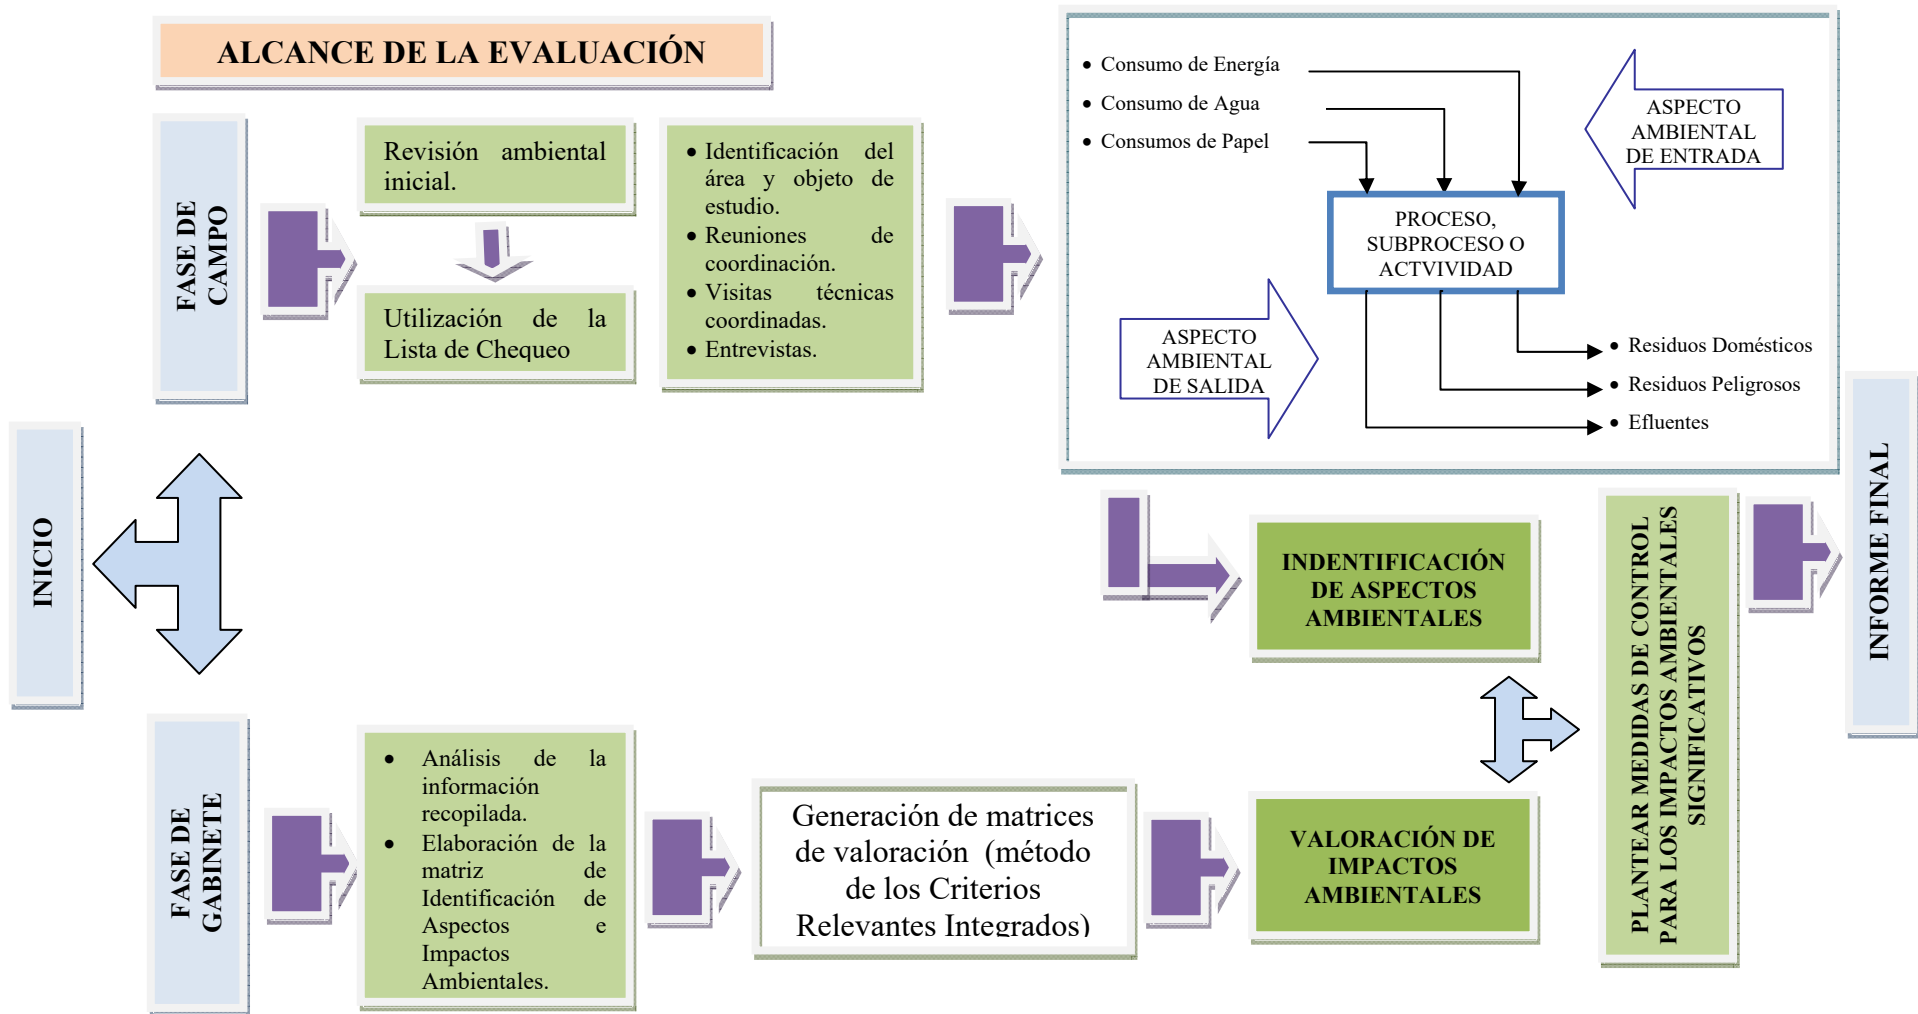 ALCANCE DE LA EVALUACIÓN
INICIO
FASE DE
CAMPO
Revisión ambiental
inicial.
Utilización de la
Lista de Chequeo
• Identificación del
área y objeto de
estudio.
• Reuniones de
coordinación.
• Visitas técnicas
coordinadas.
• Entrevistas.
• Consumo de Energía
• Consumo de Agua
• Consumos de Papel
ASPECTO
AMBIENTAL
DE ENTRADA
PROCESO,
SUBPROCESO O
ACTVIVIDAD
ASPECTO
AMBIENTAL
DE SALIDA
• Residuos Domésticos
• Residuos Peligrosos
• Efluentes
INDENTIFICACIÓN
DE ASPECTOS
AMBIENTALES
FASE DE
GABINETE
• Análisis de la
información
recopilada.
• Elaboración de la
matriz de
Identificación de
Aspectos e
Impactos
Ambientales.
Generación de matrices
de valoración (método
de los Criterios
Relevantes Integrados)
VALORACIÓN DE
IMPACTOS
AMBIENTALES
PLANTEAR MEDIDAS DE CONTROL
PARA LOS IMPACTOS AMBIENTALES
SIGNIFICATIVOS
INFORME FINAL